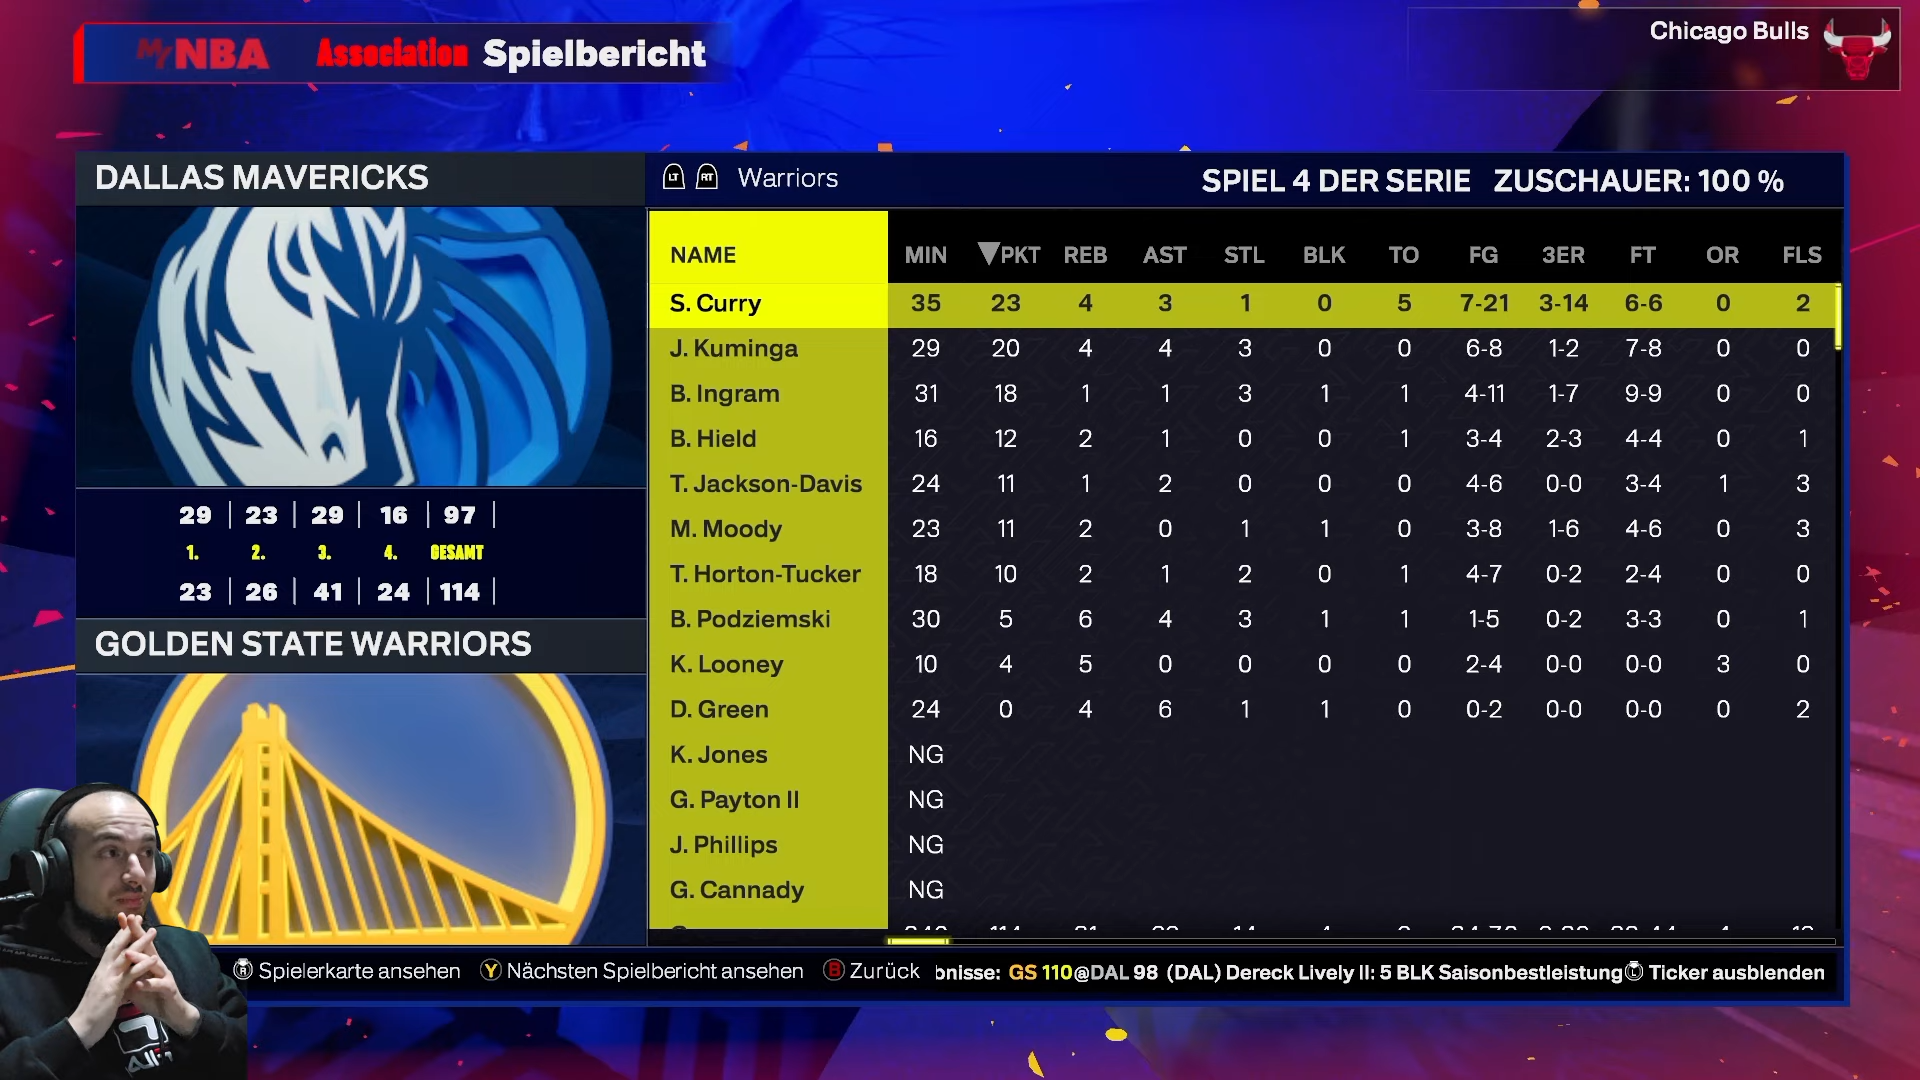 MyNBA Association Spielbericht
Chicago Bulls
DALLAS MAVERICKS
29 | 23 | 29 | 16 | 97 |
1. 2. 3. 4. GESAMT
23 | 26 | 41 | 24 | 114 |
GOLDEN STATE WARRIORS
LT RT Warriors SPIEL 4 DER SERIE ZUSCHAUER: 100 %
NAME MIN PKT REB AST STL BLK TO FG 3ER FT OR FLS
S. Curry 35 23 4 3 1 0 5 7-21 3-14 6-6 0 2
J. Kuminga 29 20 4 4 3 0 0 6-8 1-2 7-8 0 0
B. Ingram 31 18 1 1 3 1 1 4-11 1-7 9-9 0 0
B. Hield 16 12 2 1 0 0 1 3-4 2-3 4-4 0 1
T. Jackson-Davis 24 11 1 2 0 0 0 4-6 0-0 3-4 1 3
M. Moody 23 11 2 0 1 1 0 3-8 1-6 4-6 0 3
T. Horton-Tucker 18 10 2 1 2 0 1 4-7 0-2 2-4 0 0
B. Podziemski 30 5 6 4 3 1 1 1-5 0-2 3-3 0 1
K. Looney 10 4 5 0 0 0 0 2-4 0-0 0-0 3 0
D. Green 24 0 4 6 1 1 0 0-2 0-0 0-0 0 2
K. Jones NG
G. Payton II NG
J. Phillips NG
G. Cannady NG
R Spielerkarte ansehen Y Nächsten Spielbericht ansehen B Zurück bnisse: GS 110@DAL 98 (DAL) Dereck Lively II: 5 BLK Saisonbestleistung L Ticker ausblenden